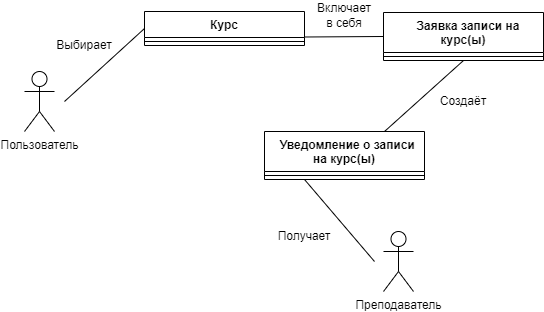 Включает
в себя
Курс
Заявка записи на
курс(ы)
Выбирает
Создаёт
Пользователь
Уведомление о записи
на курс(ы)
Получает
Преподаватель